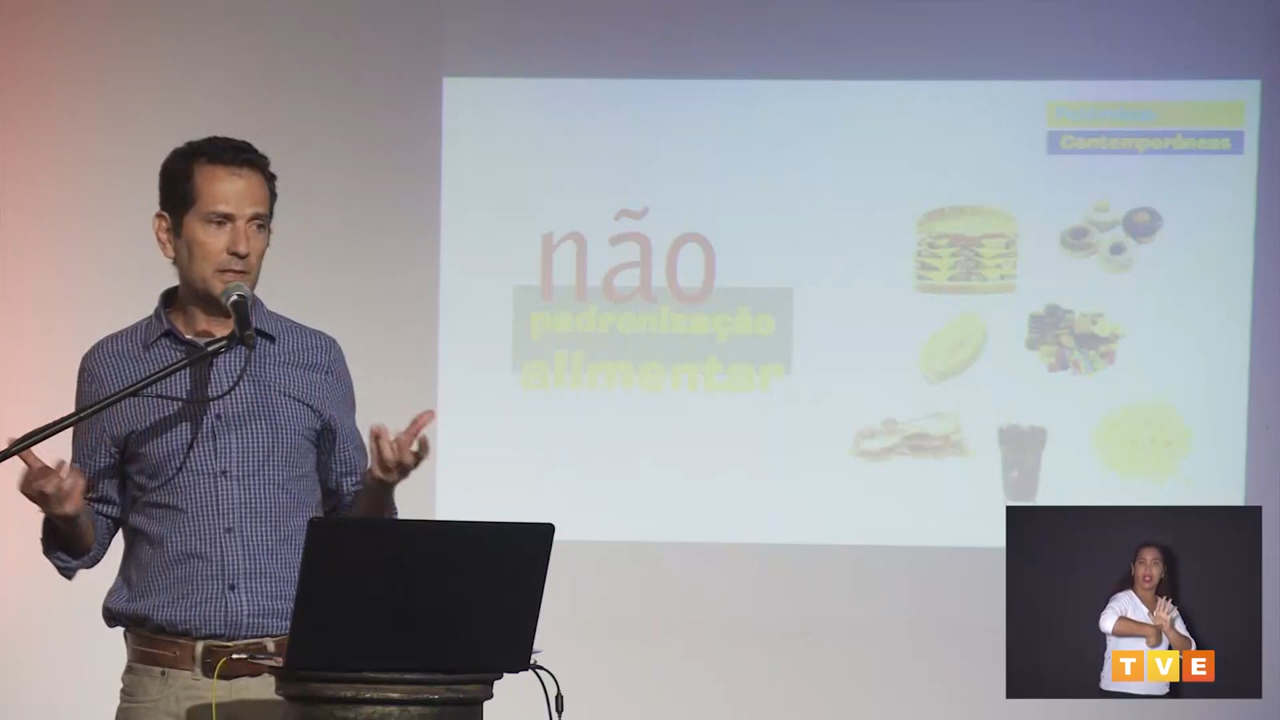 Contemporâneas
não
padronização
alimentar
TVE